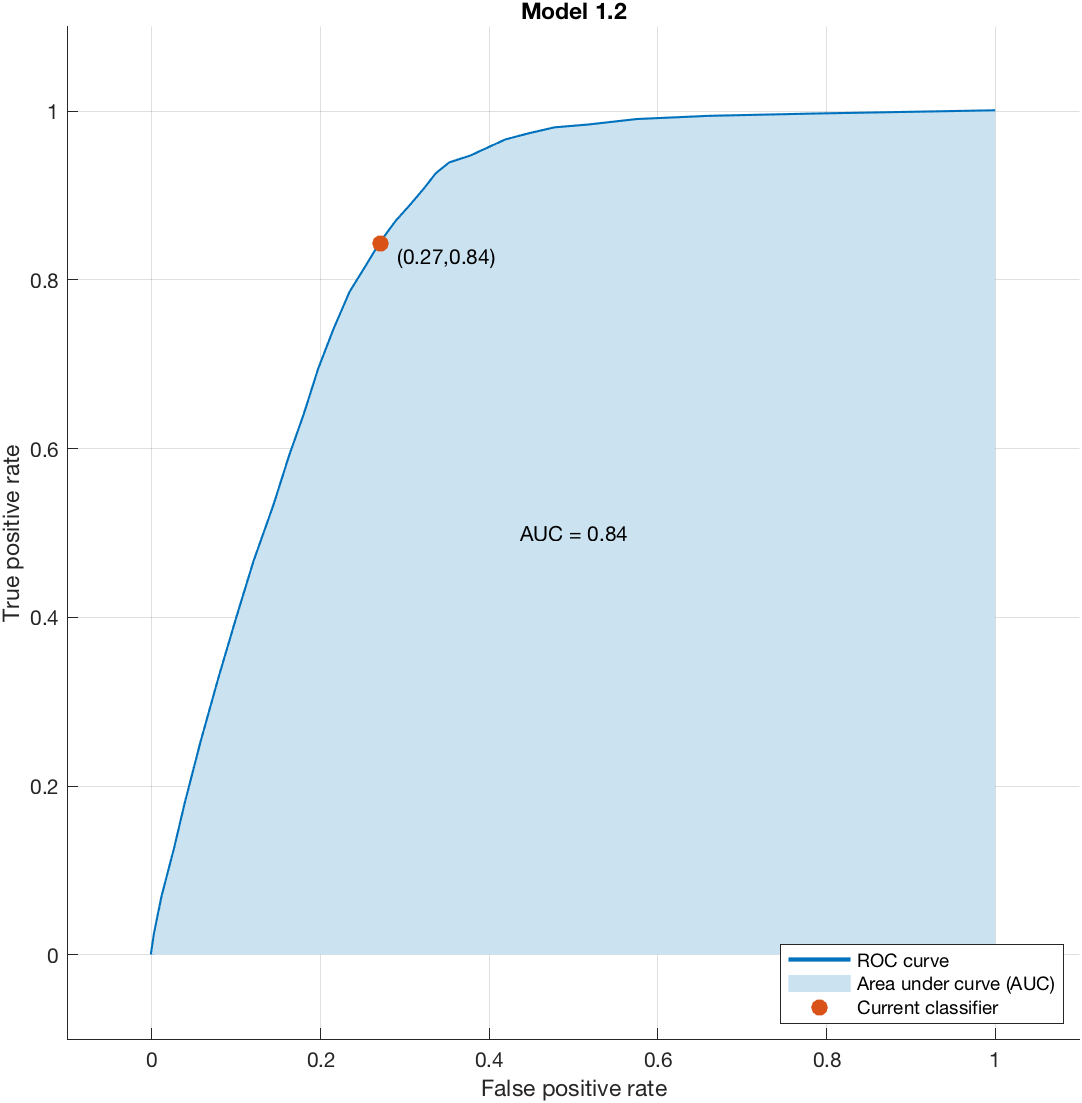 Model 1.2
1
0.8
0.6
0.4
0.2
0
True positive rate
(0.27,0.84)
AUC = 0.84
ROC curve
Area under curve (AUC)
Current classifier
0
0.2
0.4
0.6
0.8
1
False positive rate